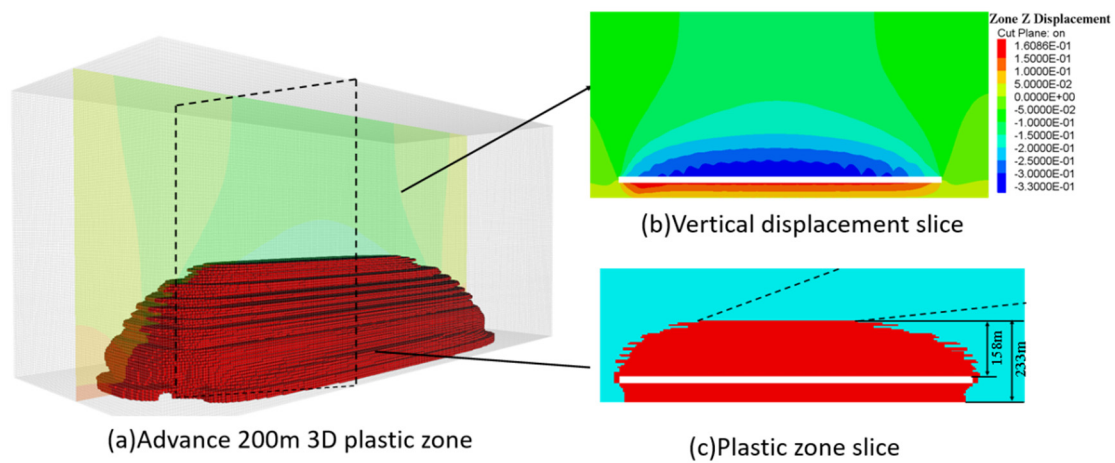 Zone Z Displacement
Cut Plane: on
1.6086E-01
1.5000E-01
1.0000E-01
5.0000E-02
0.0000E+00
-5.0000E-02
-1.0000E-01
-1.5000E-01
-2.0000E-01
-2.5000E-01
-3.0000E-01
-3.3000E-01
(b)Vertical displacement slice
158m
233m
(a)Advance 200m 3D plastic zone
(c)Plastic zone slice